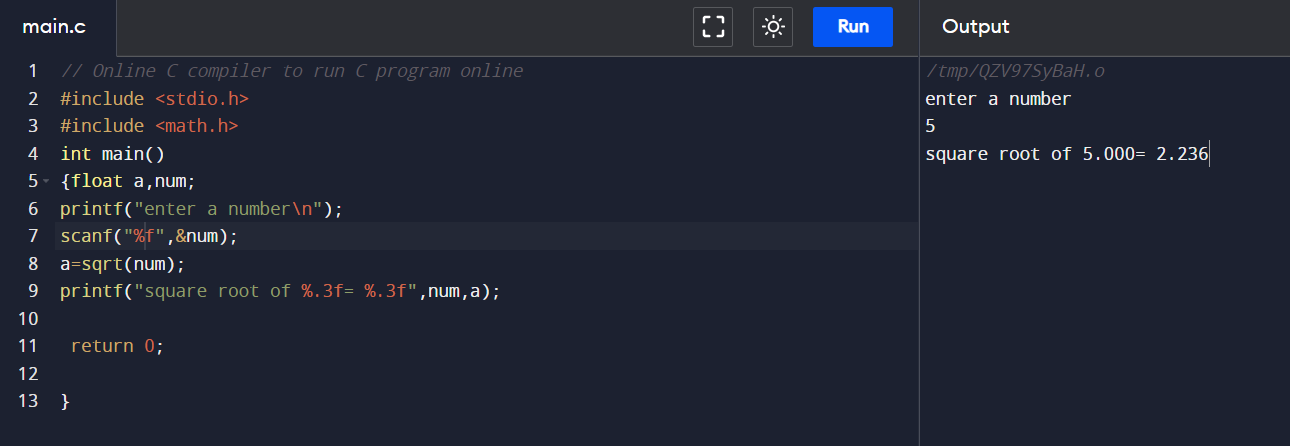 main.c
Run
Output
1 // Online C compiler to run C program online
2 #include <stdio.h>
3 #include <math.h>
4 int main()
5 {float a,num;
6 printf("enter a number\n");
7 scanf("%f",&num);
8 a=sqrt(num);
9 printf("square root of %.3f= %.3f",num,a);
10
11 return 0;
12
13 }
/tmp/QZV97SyBaH.o
enter a number
5
square root of 5.000= 2.236